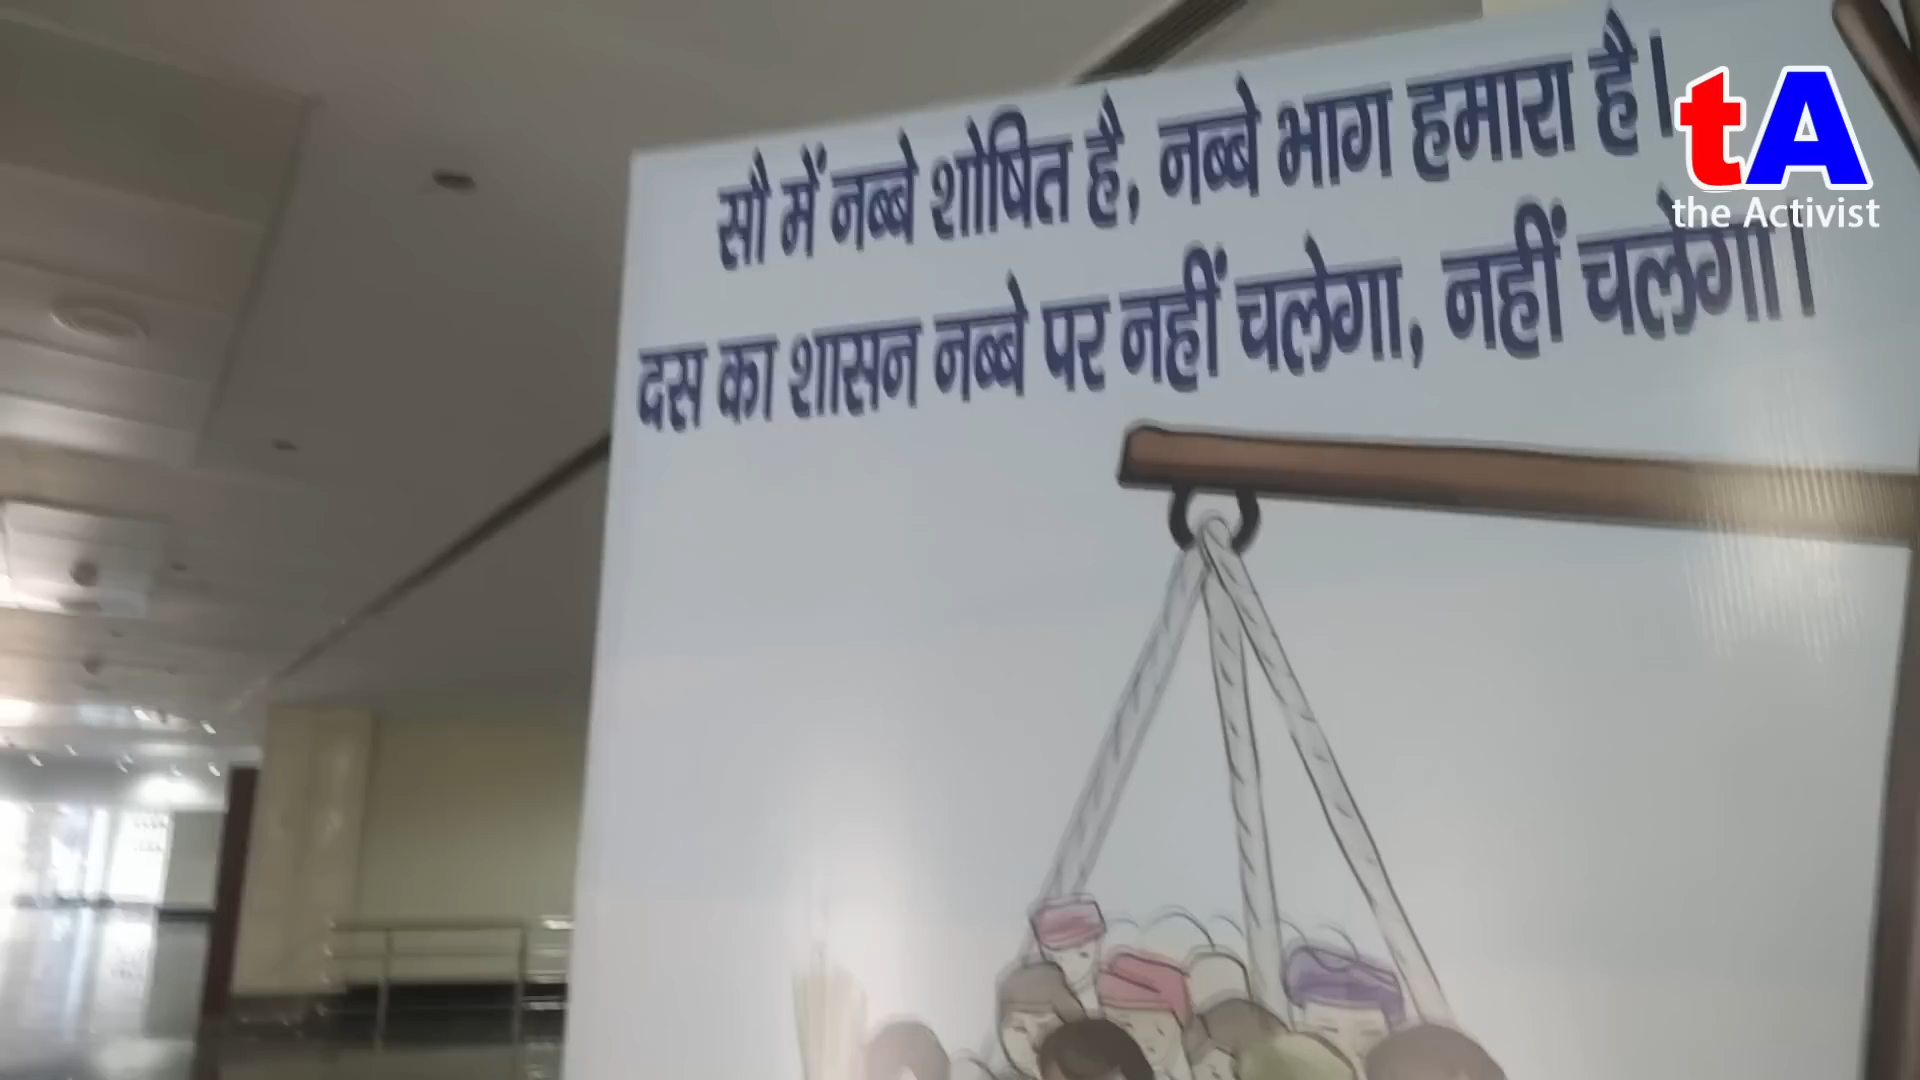 सौ में नब्बे शोषित है, नब्बे भाग हमारा है।
दस का शासन नब्बे पर नहीं चलेगा, नहीं चलेगा।
tA
the Activist